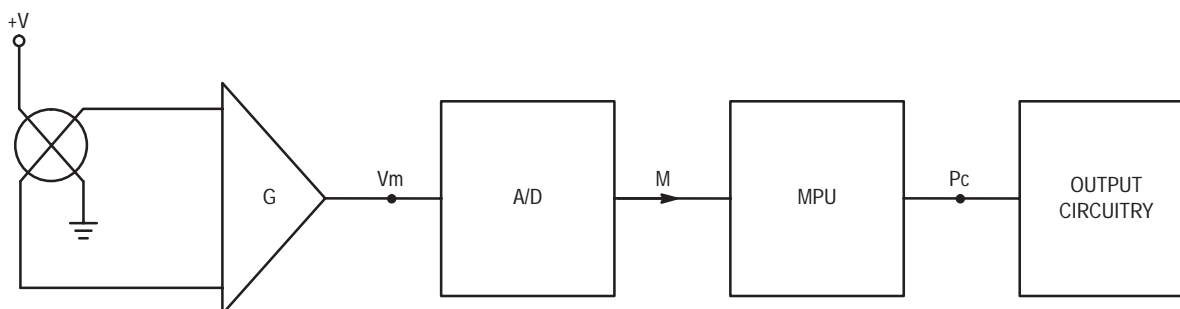 +V
G
Vm
A/D
M
MPU
Pc
OUTPUT
CIRCUITRY